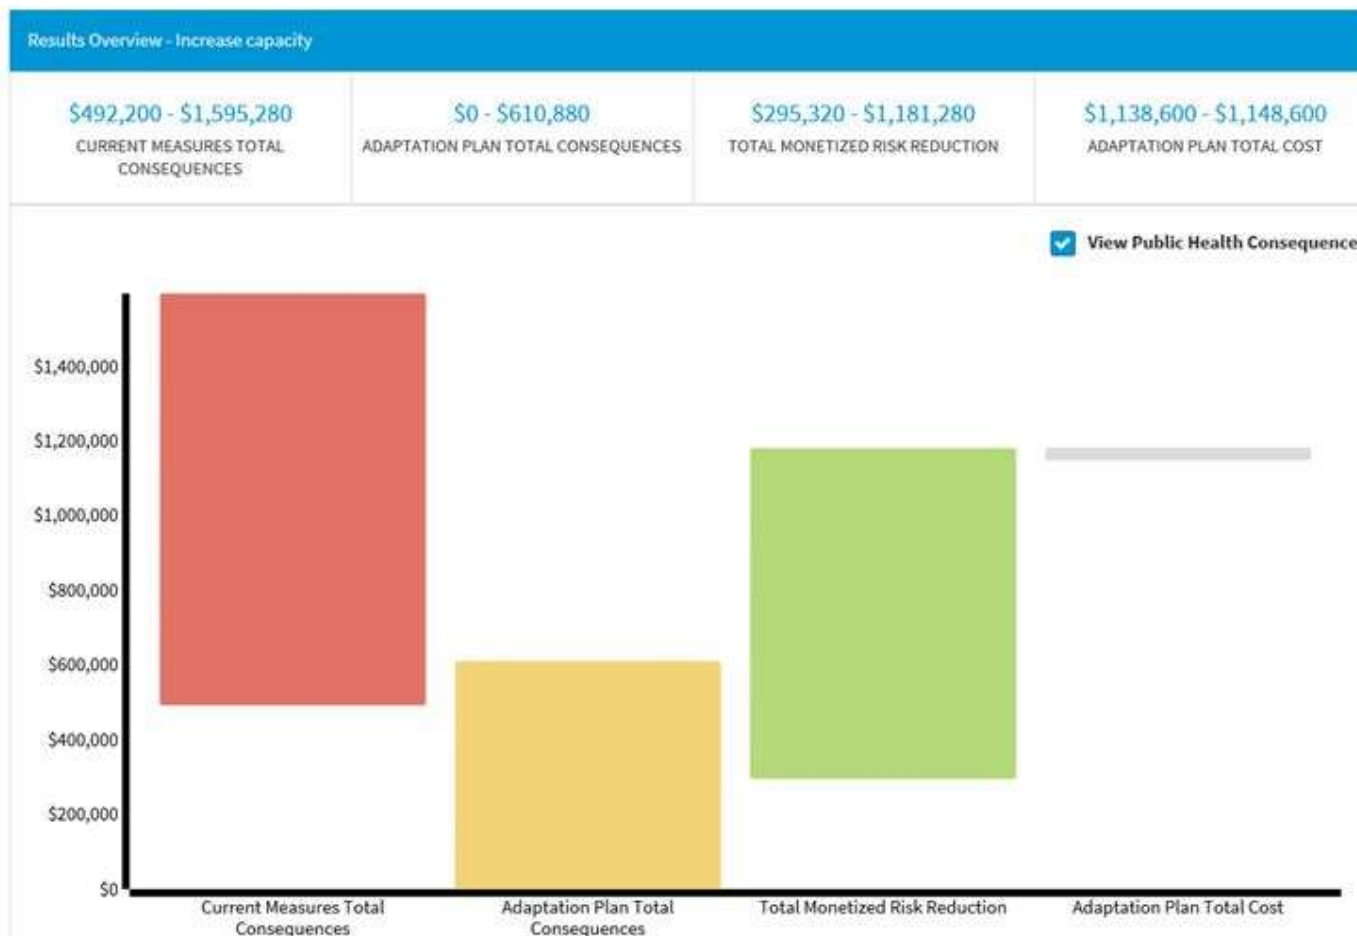 Results Overview - Increase capacity
$492,200 - $1,595,280
CURRENT MEASURES TOTAL
CONSEQUENCES
$0 - $610,880
ADAPTATION PLAN TOTAL CONSEQUENCES
$295,320 - $1,181,280
TOTAL MONETIZED RISK REDUCTION
$1,138,600 - $1,148,600
ADAPTATION PLAN TOTAL COST
View Public Health Consequence
$1,400,000
$1,200,000
$1,000,000
$800,000
$600,000
$400,000
$200,000
$0
Current Measures Total
Consequences
Adaptation Plan Total
Consequences
Total Monetized Risk Reduction
Adaptation Plan Total Cost